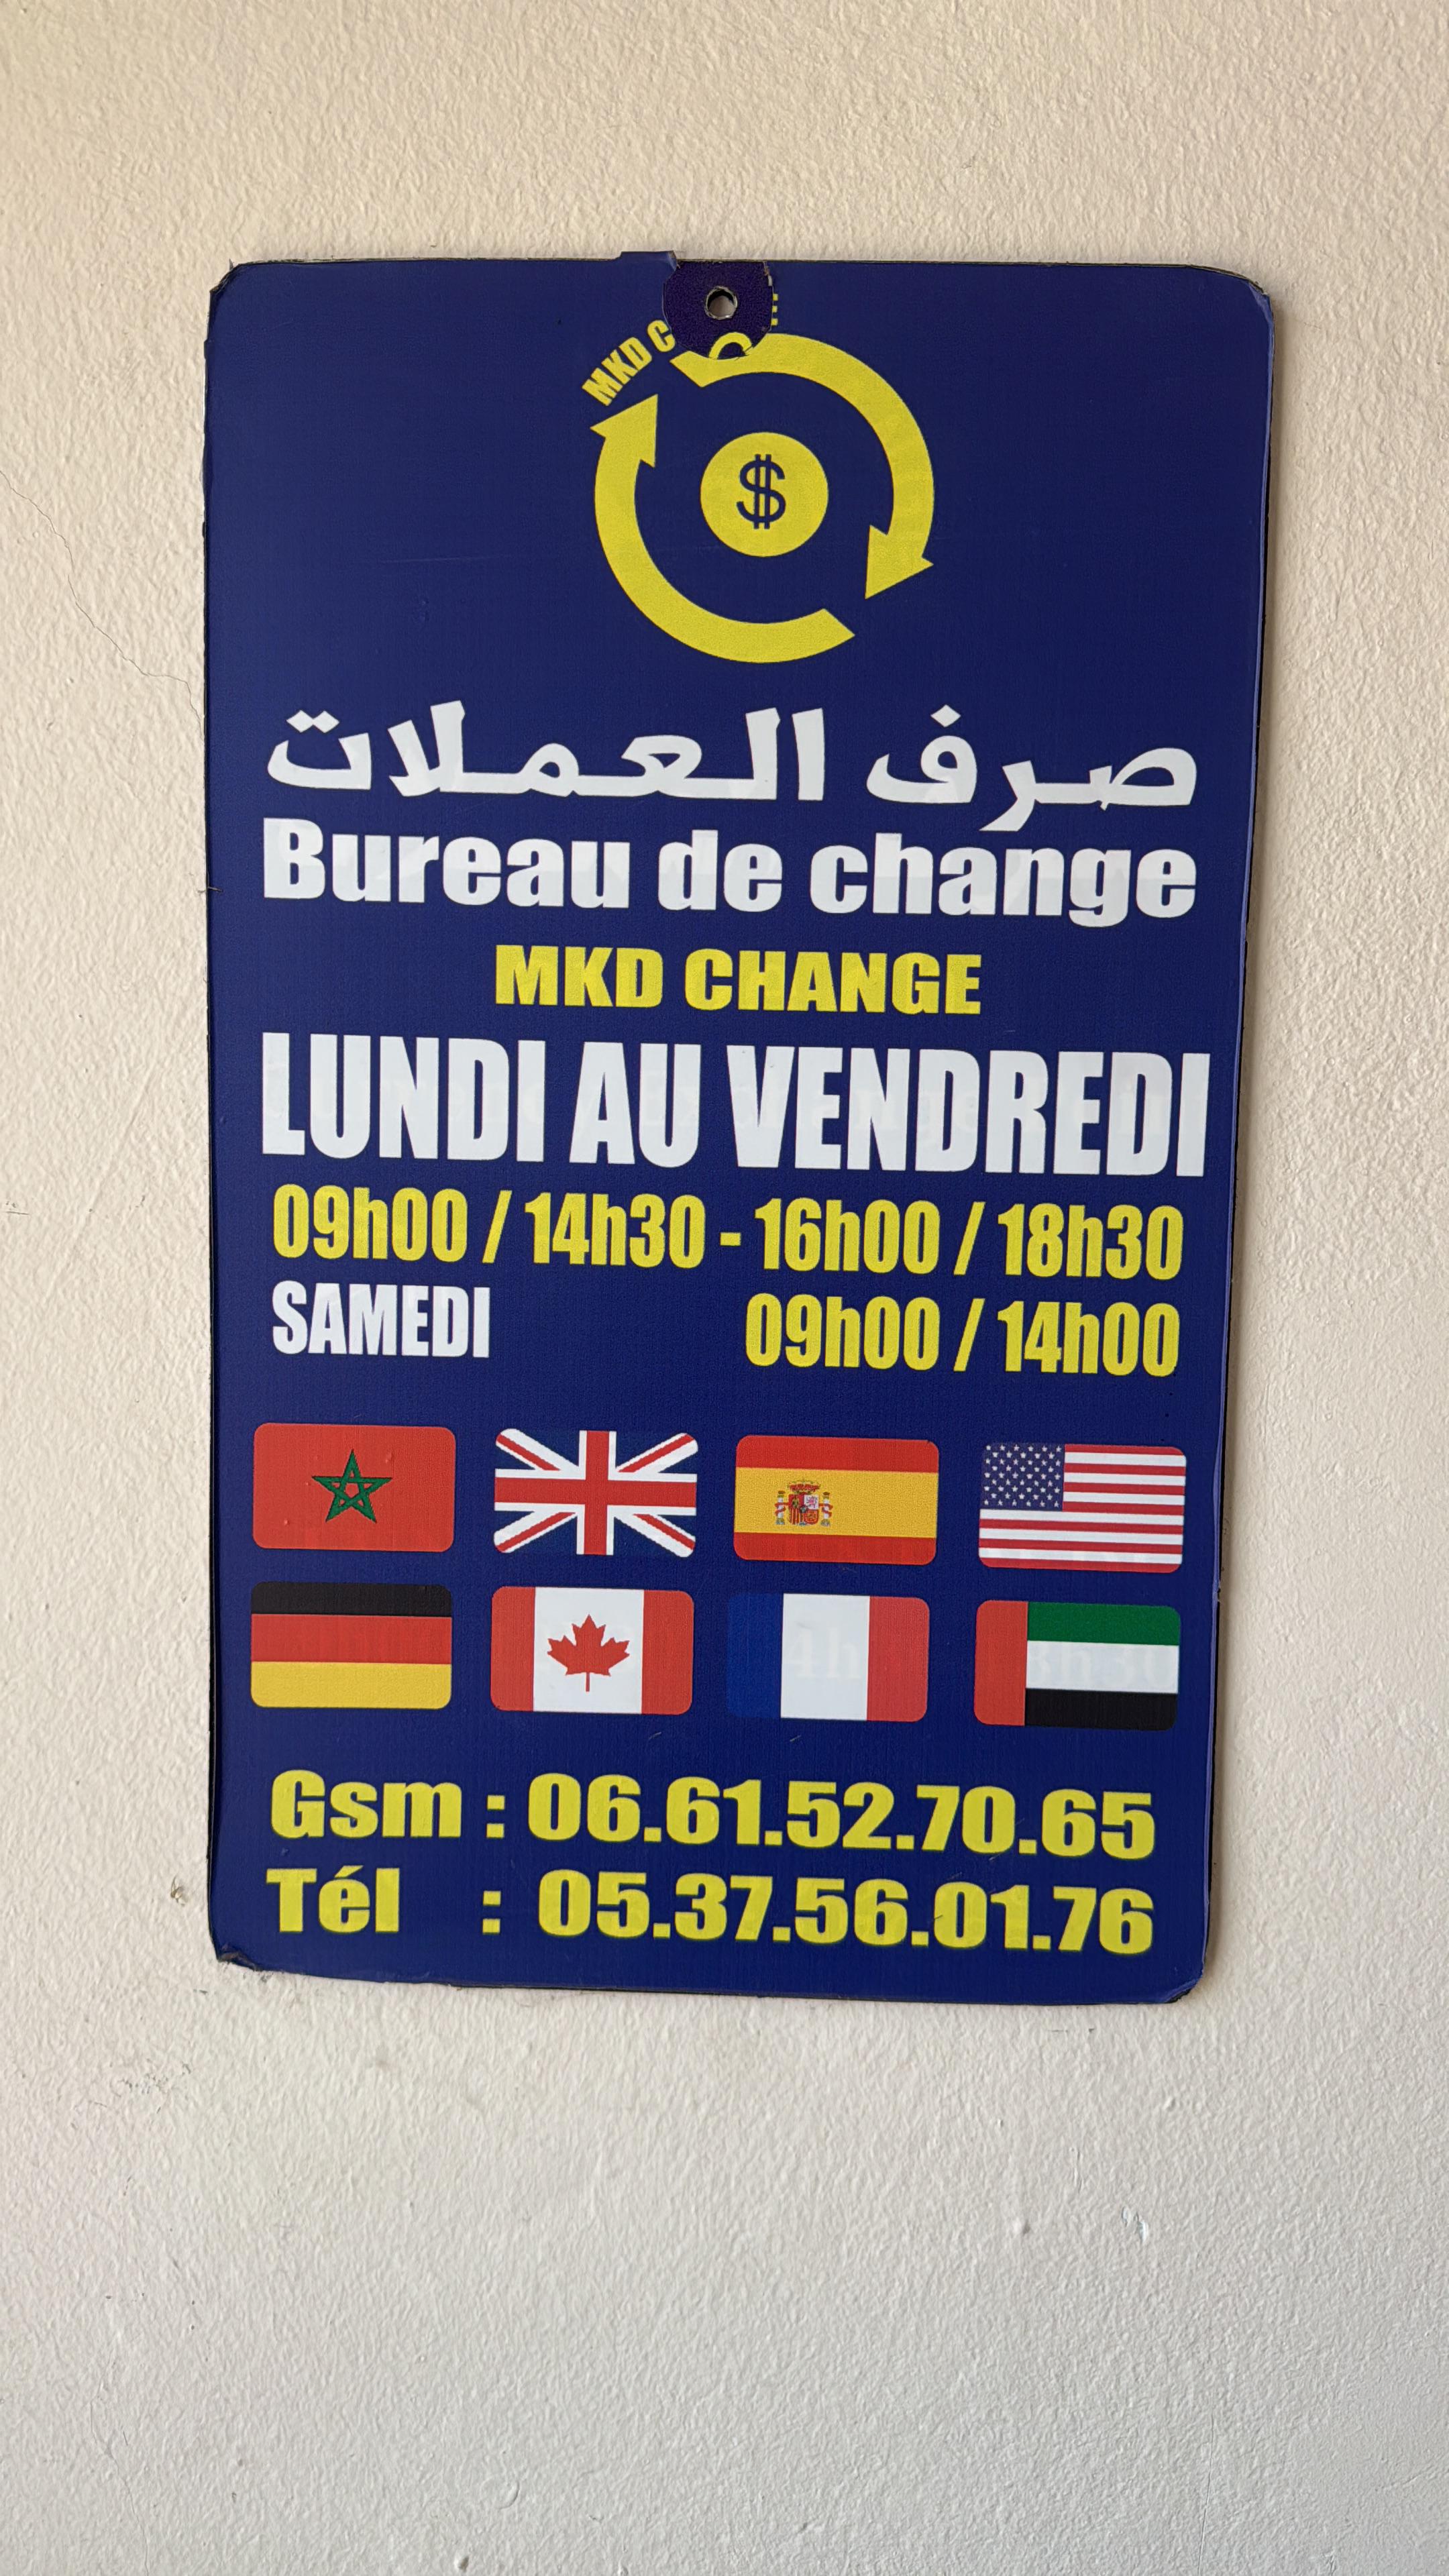 MKD C
$
صرف العملات
Bureau de change
MKD CHANGE
LUNDI AU VENDREDI
09h00 / 14h30 - 16h00 / 18h30
SAMEDI 09h00 / 14h00
Gsm : 06.61.52.70.65
Tél : 05.37.56.01.76